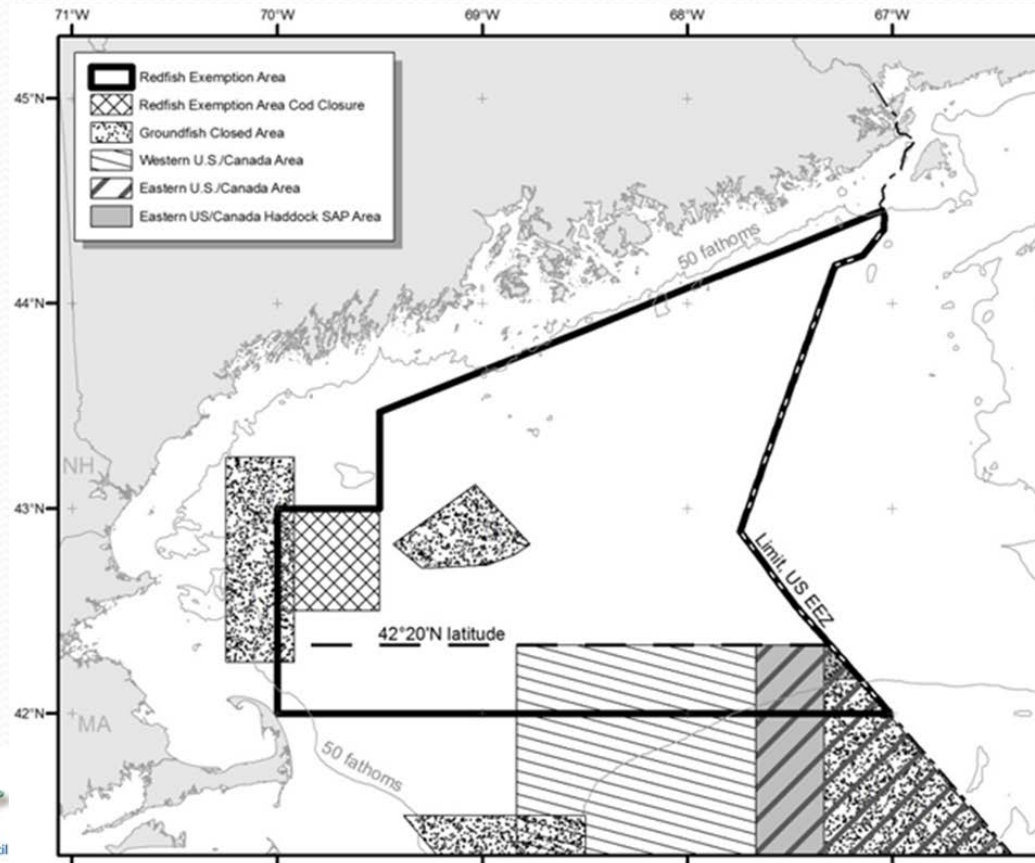 71°W 70°W 69°W 68°W 67°W
45°N
44°N
43°N
42°N
Redfish Exemption Area
Redfish Exemption Area Cod Closure
Groundfish Closed Area
Western U.S./Canada Area
Eastern U.S./Canada Area
Eastern US/Canada Haddock SAP Area
50 fathoms
NH
Limit, US EEZ
42°20'N latitude
MA
50 fathoms
cil